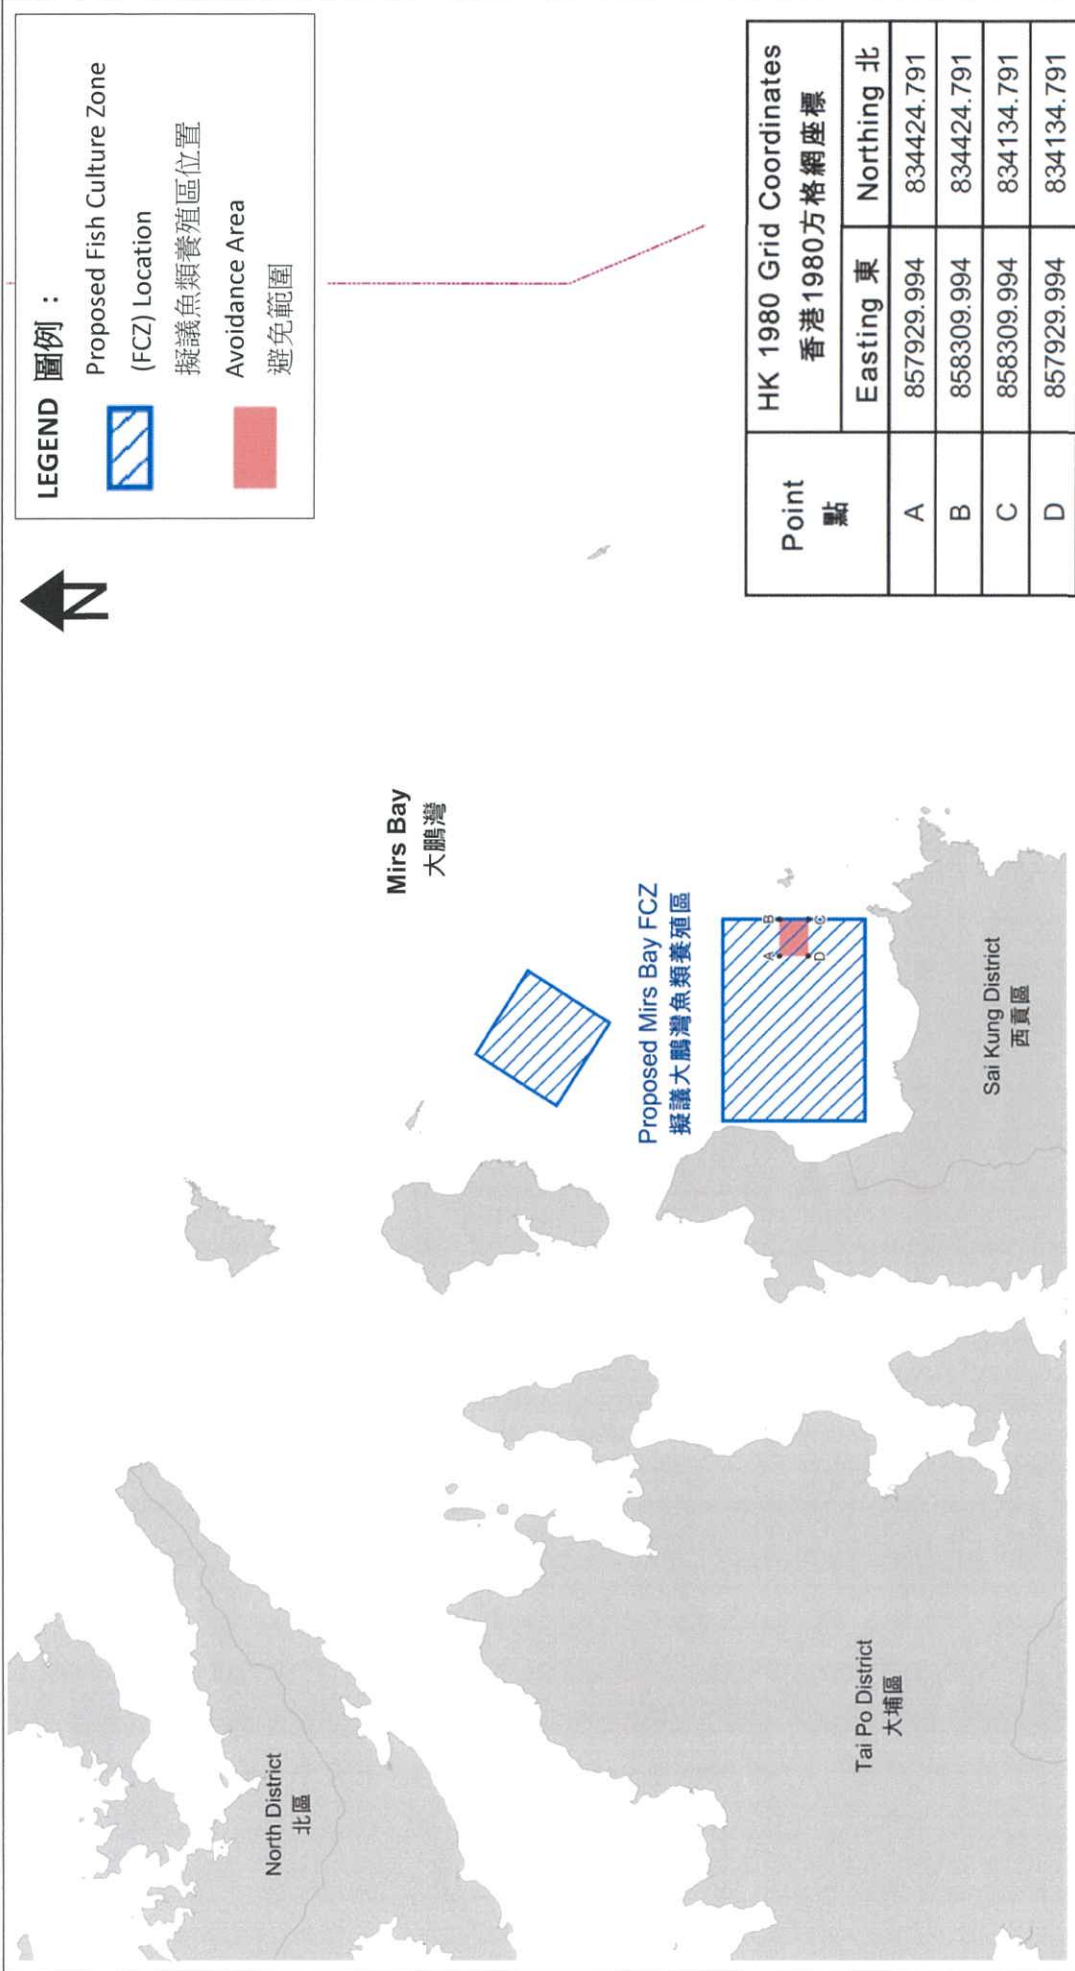 LEGEND 圖例 :
Proposed Fish Culture Zone
(FCZ) Location
擬議魚類養殖區位置
Avoidance Area
避免範圍
N
Mirs Bay
大鵬灣
Proposed Mirs Bay FCZ
擬議大鵬灣魚類養殖區
A
B
C
D
North District
北區
Tai Po District
大埔區
Sai Kung District
西貢區
Point
點
HK 1980 Grid Coordinates
香港1980方格網座標
Easting 東 Northing 北
A 857929.994 834424.791
B 858309.994 834424.791
C 858309.994 834134.791
D 857929.994 834134.791